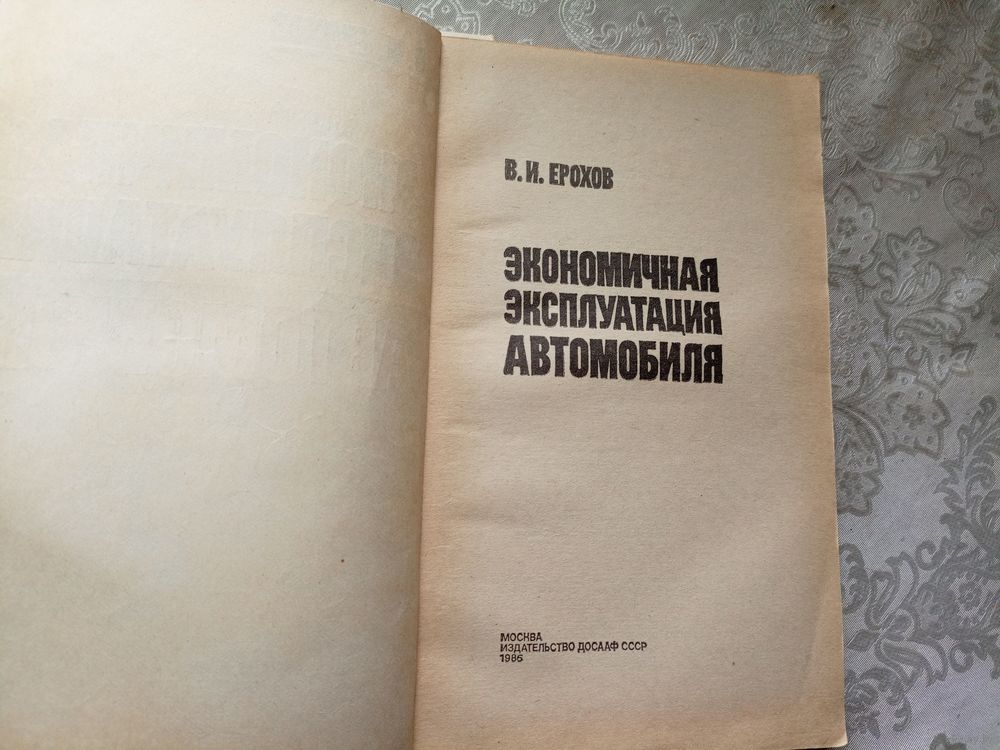 В. И. ЕРОХОВ
ЭКОНОМИЧНАЯ
ЭКСПЛУАТАЦИЯ
АВТОМОБИЛЯ
МОСКВА
ИЗДАТЕЛЬСТВО ДОСААФ СССР
1986